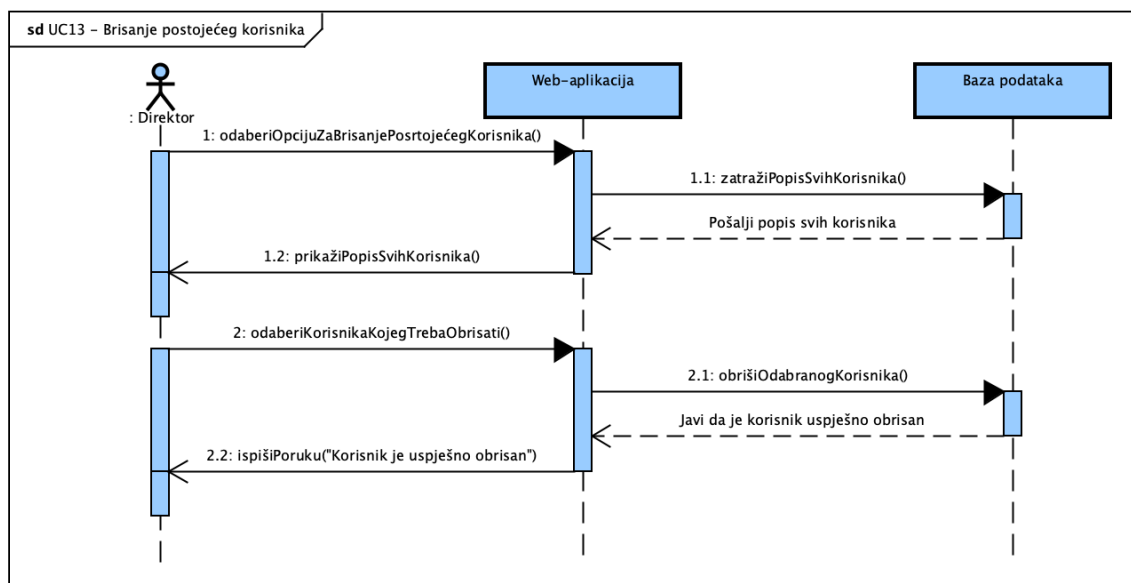 sd UC13 – Brisanje postojećeg korisnika
Web-aplikacija
Baza podataka
: Direktor
1: odaberiOpcijuZaBrisanjePosrtojećegKorisnika()
1.1: zatražiPopisSvihKorisnika()
Pošalji popis svih korisnika
1.2: prikažiPopisSvihKorisnika()
2: odaberiKorisnikaKojegTrebaObrisati()
2.1: obrišiOdabranogKorisnika()
Javi da je korisnik uspješno obrisan
2.2: ispišiPoruku("Korisnik je uspješno obrisan")